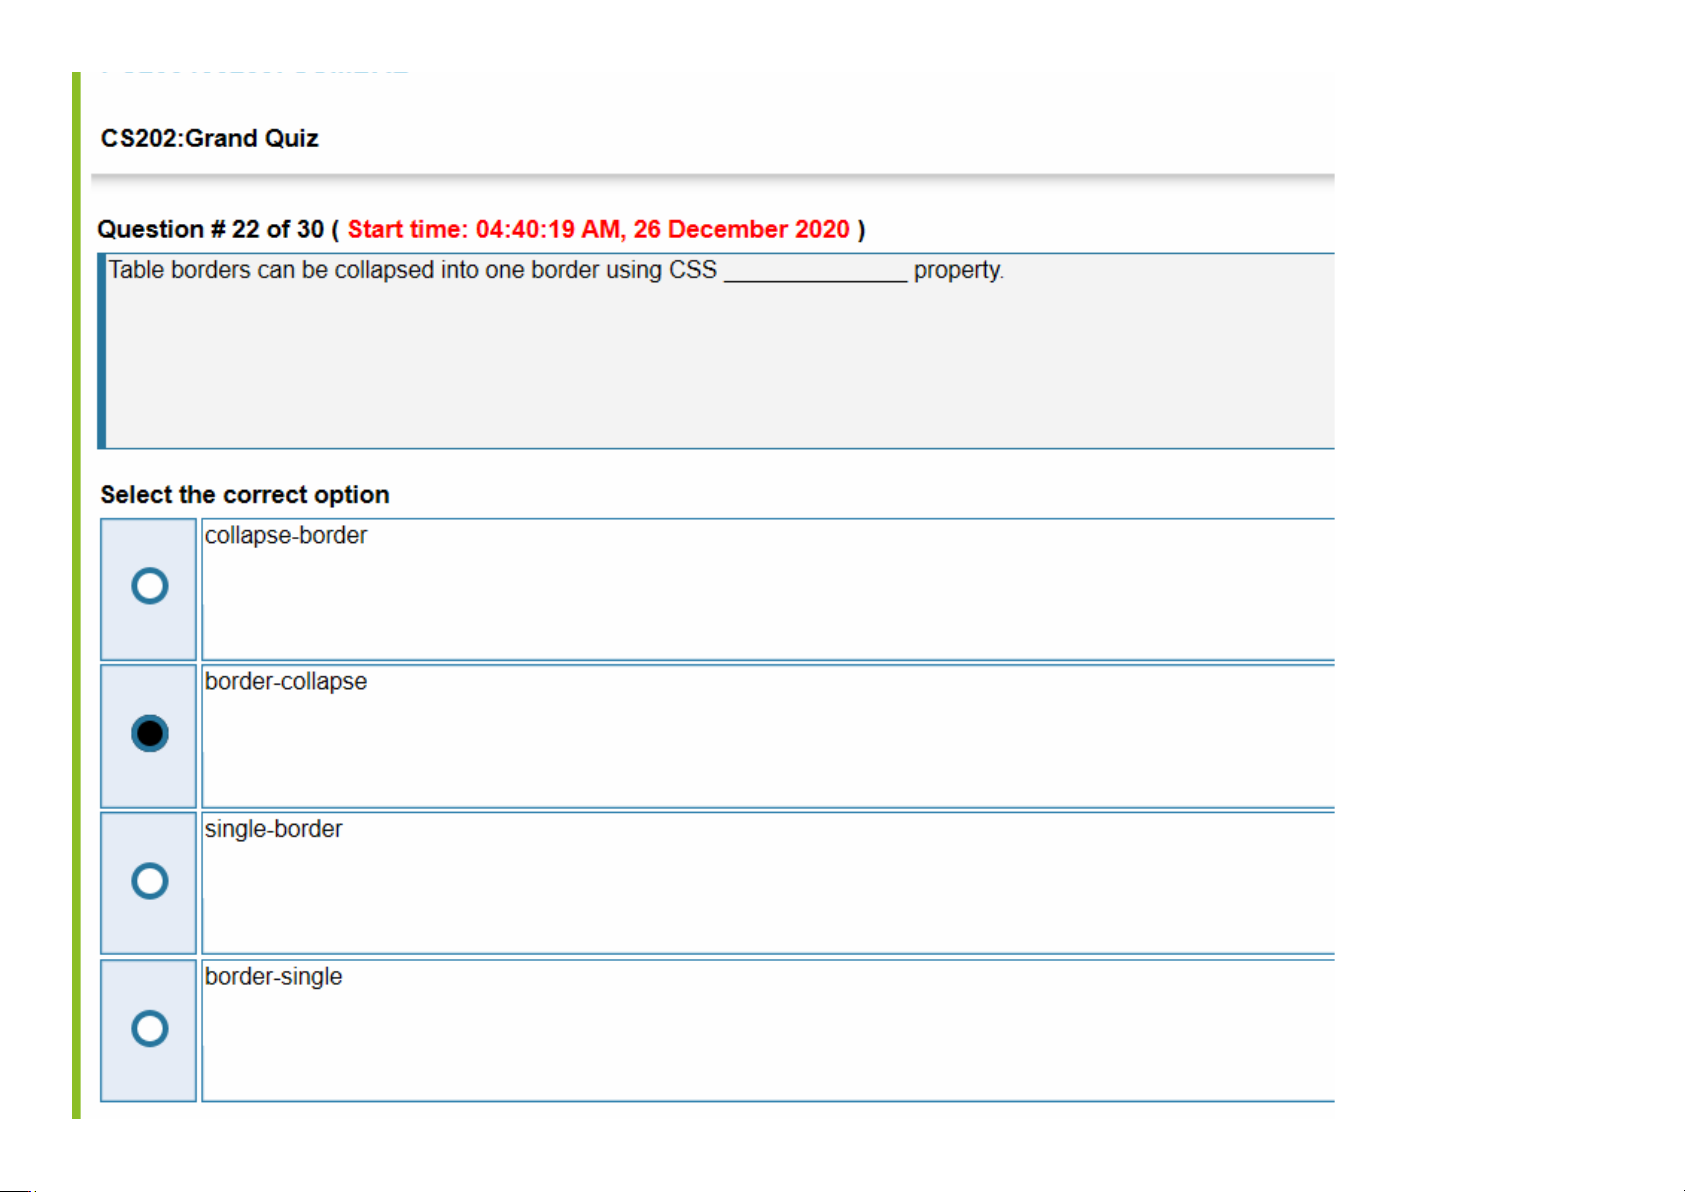 CS202:Grand Quiz
Question # 22 of 30 ( Start time: 04:40:19 AM, 26 December 2020 )
Table borders can be collapsed into one border using CSS _______________ property.
Select the correct option
collapse-border
border-collapse
single-border
border-single